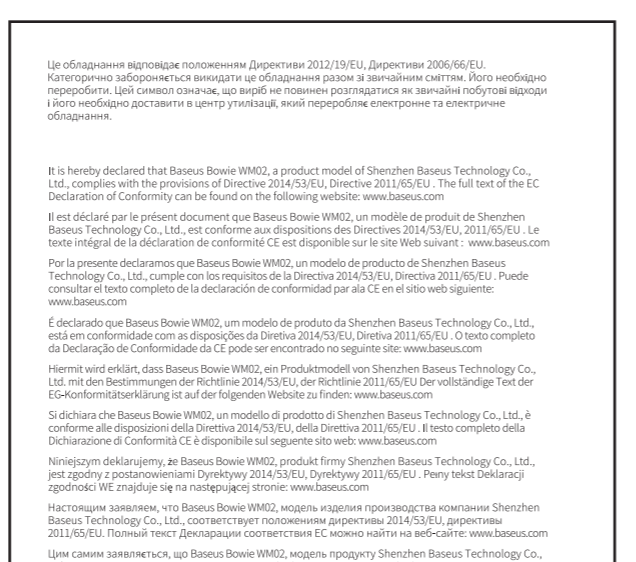 Це обладнання відповідає положенням Директиви 2012/19/EU, Директиви 2006/66/EU.
Категорично забороняється викидати це обладнання разом зі звичайним сміттям. Його необхідно
переробити. Цей символ означає, що виріб не повинен розглядатися як звичайні побутові відходи
і його необхідно доставити в центр утилізації, який переробляє електронне та електричне
обладнання.
It is hereby declared that Baseus Bowie WM02, a product model of Shenzhen Baseus Technology Co.,
Ltd., complies with the provisions of Directive 2014/53/EU, Directive 2011/65/EU . The full text of the EC
Declaration of Conformity can be found on the following website: www.baseus.com
Il est déclaré par le présent document que Baseus Bowie WM02, un modèle de produit de Shenzhen
Baseus Technology Co., Ltd., est conforme aux dispositions des Directives 2014/53/EU, 2011/65/EU . Le
texte intégral de la déclaration de conformité CE est disponible sur le site Web suivant : www.baseus.com
Por la presente declaramos que Baseus Bowie WM02, un modelo de producto de Shenzhen Baseus
Technology Co., Ltd., cumple con los requisitos de la Directiva 2014/53/EU, Directiva 2011/65/EU . Puede
consultar el texto completo de la declaración de conformidad par ala CE en el sitio web siguiente:
www.baseus.com
É declarado que Baseus Bowie WM02, um modelo de produto da Shenzhen Baseus Technology Co., Ltd.,
está em conformidade com as disposições da Diretiva 2014/53/EU, Diretiva 2011/65/EU . O texto completo
da Declaração de Conformidade da CE pode ser encontrado no seguinte site: www.baseus.com
Hiermit wird erklärt, dass Baseus Bowie WM02, ein Produktmodell von Shenzhen Baseus Technology Co.,
Ltd. mit den Bestimmungen der Richtlinie 2014/53/EU, der Richtlinie 2011/65/EU Der vollständige Text der
EG-Konformitätserklärung ist auf der folgenden Website zu finden: www.baseus.com
Si dichiara che Baseus Bowie WM02, un modello di prodotto di Shenzhen Baseus Technology Co., Ltd., è
conforme alle disposizioni della Direttiva 2014/53/EU, della Direttiva 2011/65/EU . Il testo completo della
Dichiarazione di Conformità CE è disponibile sul seguente sito web: www.baseus.com
Niniejszym deklarujemy, że Baseus Bowie WM02, produkt firmy Shenzhen Baseus Technology Co., Ltd.,
jest zgodny z postanowieniami Dyrektywy 2014/53/EU, Dyrektywy 2011/65/EU . Pełny tekst Deklaracji
zgodności WE znajduje się na następującej stronie: www.baseus.com
Настоящим заявляем, что Baseus Bowie WM02, модель изделия производства компании Shenzhen
Baseus Technology Co., Ltd., соответствует положениям директивы 2014/53/EU, директивы
2011/65/EU. Полный текст Декларации соответствия ЕС можно найти на веб-сайте: www.baseus.com
Цим самим заявляється, що Baseus Bowie WM02, модель продукту Shenzhen Baseus Technology Co.,